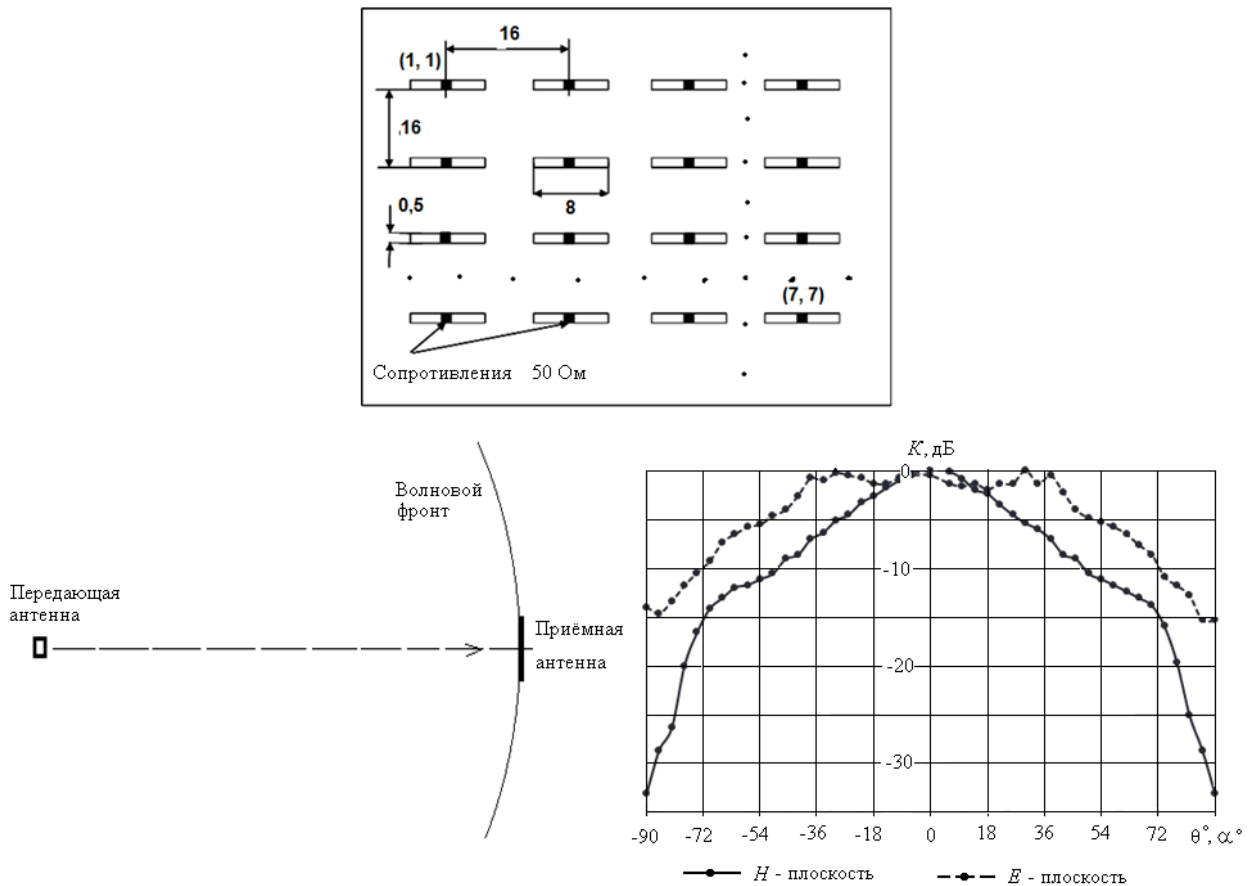 16
(1, 1)
,16
0,5
8
(7, 7)
Сопротивления 50 Ом
Волновой
фронт
Передающая
антенна
Приёмная
антенна
K, дБ
0
-10
-20
-30
-90 -72 -54 -36 -18 0 18 36 54 72 θ°, α°
H - плоскость E - плоскость